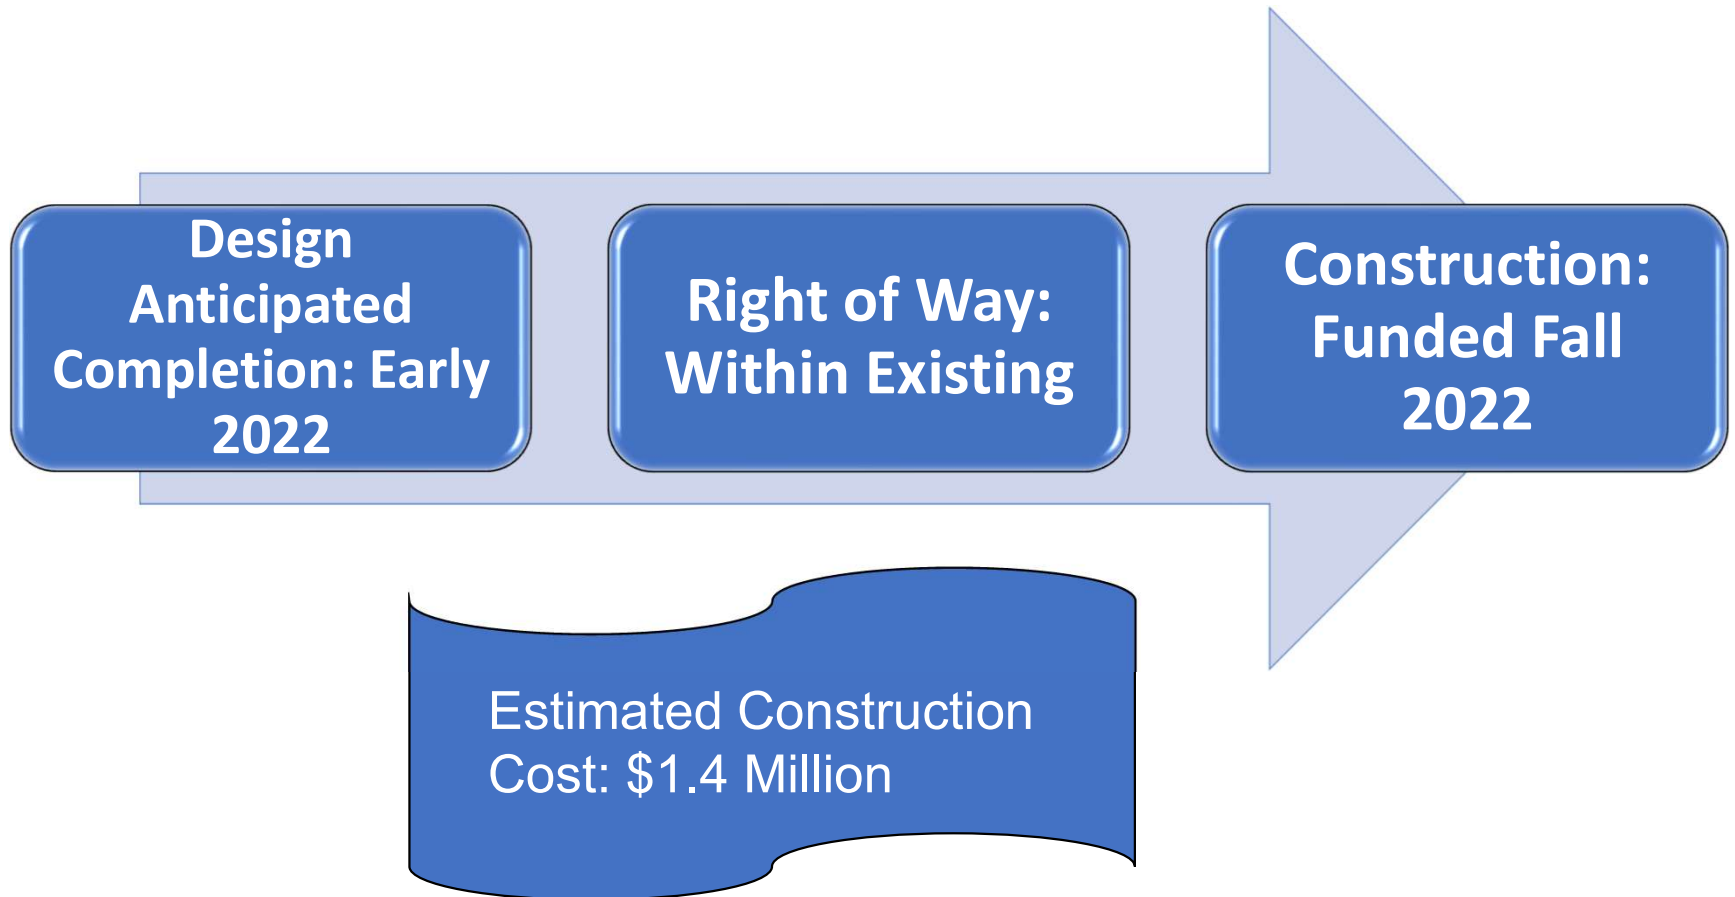 Design
Anticipated
Completion: Early
2022
Right of Way:
Within Existing
Construction:
Funded Fall
2022
Estimated Construction
Cost: $1.4 Million